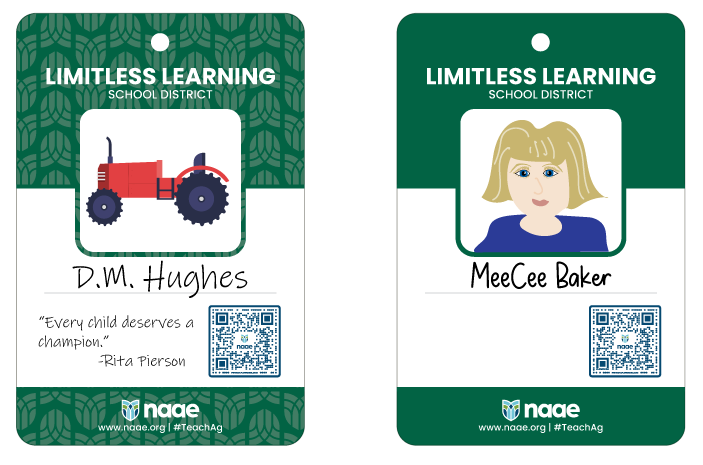 LIMITLESS LEARNING
SCHOOL DISTRICT
D.M. Hughes
“Every child deserves a
champion.”
-Rita Pierson
naae
naae
www.naae.org | #TeachAg
LIMITLESS LEARNING
SCHOOL DISTRICT
MeeCee Baker
naae
naae
www.naae.org | #TeachAg